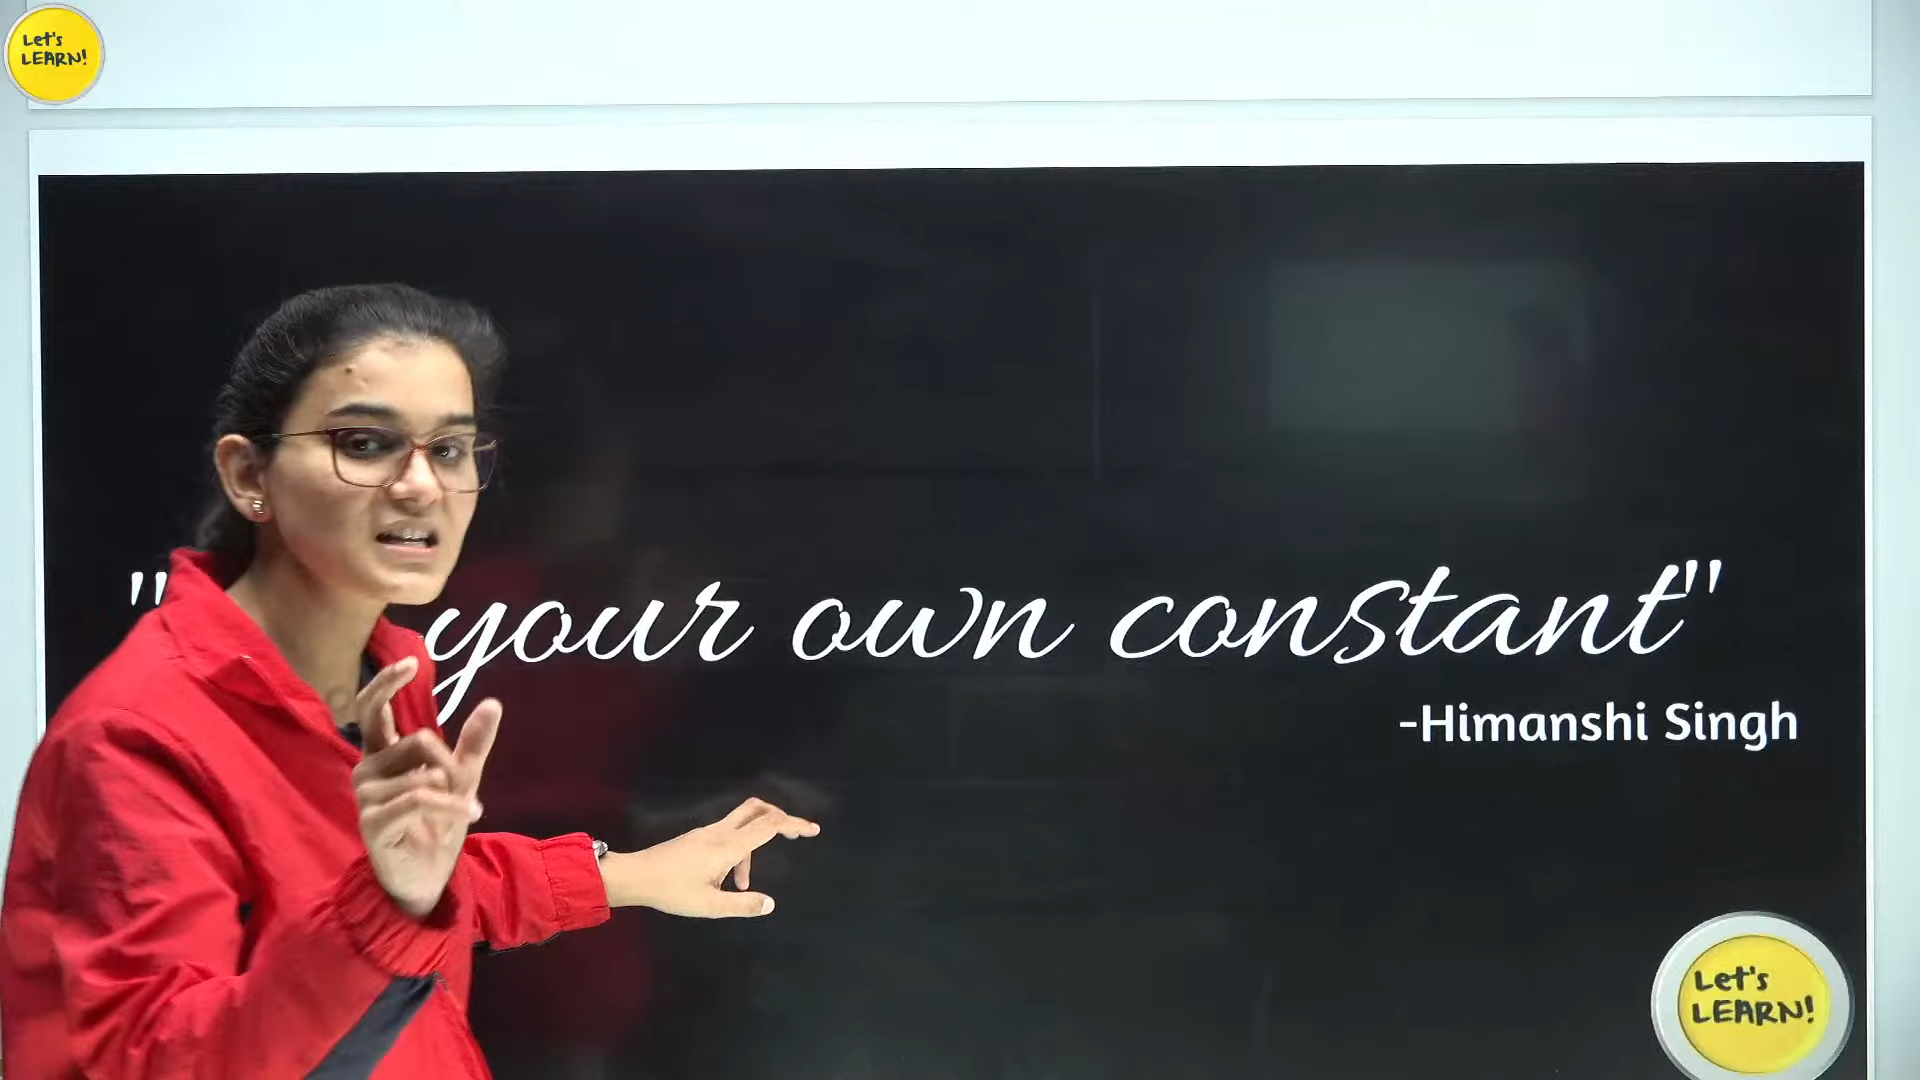 Let's
LEARN!
" your own constant"
-Himanshi Singh
Let's
LEARN!